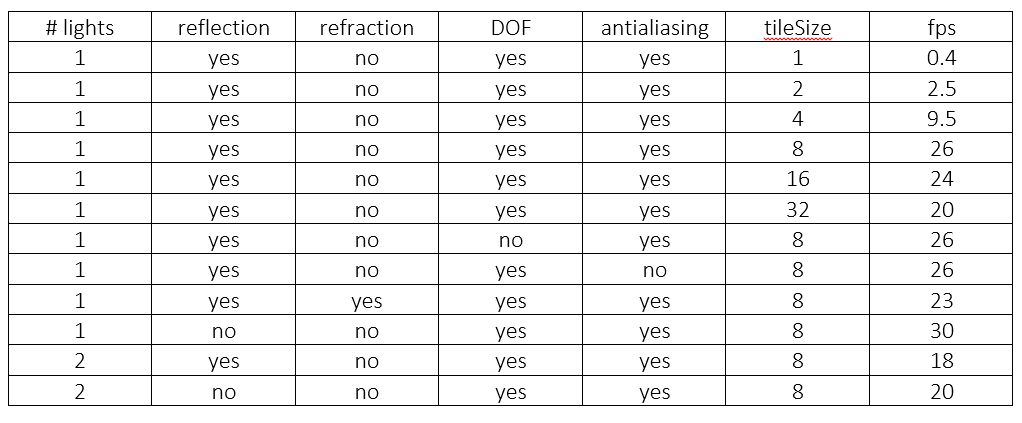 # lights reflection refraction DOF antialiasing tileSize fps
1 yes no yes yes 1 0.4
1 yes no yes yes 2 2.5
1 yes no yes yes 4 9.5
1 yes no yes yes 8 26
1 yes no yes yes 16 24
1 yes no yes yes 32 20
1 yes no no yes 8 26
1 yes no yes no 8 26
1 yes yes yes yes 8 23
1 no no yes yes 8 30
2 yes no yes yes 8 18
2 no no yes yes 8 20